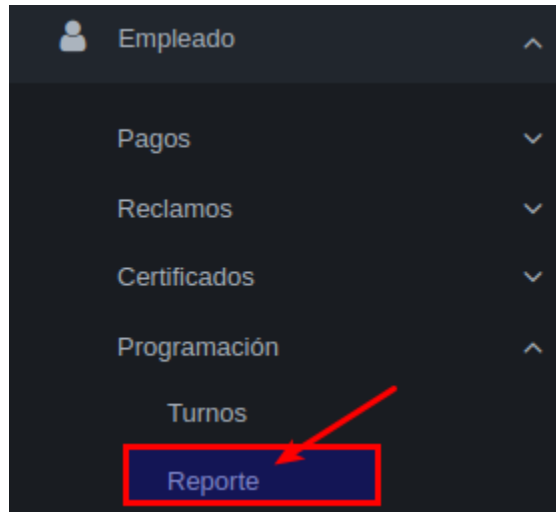 Empleado
Pagos
Reclamos
Certificados
Programación
Turnos
Reporte